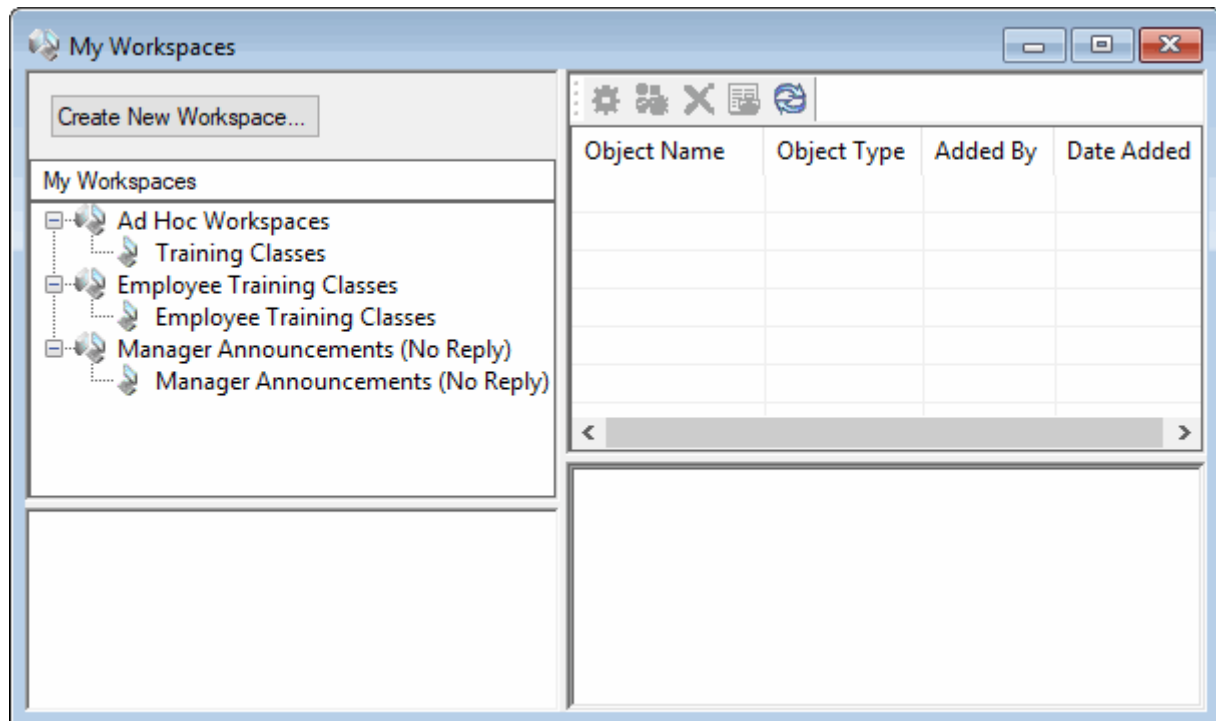 My Workspaces
Create New Workspace...
My Workspaces
Ad Hoc Workspaces
Training Classes
Employee Training Classes
Employee Training Classes
Manager Announcements (No Reply)
Manager Announcements (No Reply)
Object Name Object Type Added By Date Added